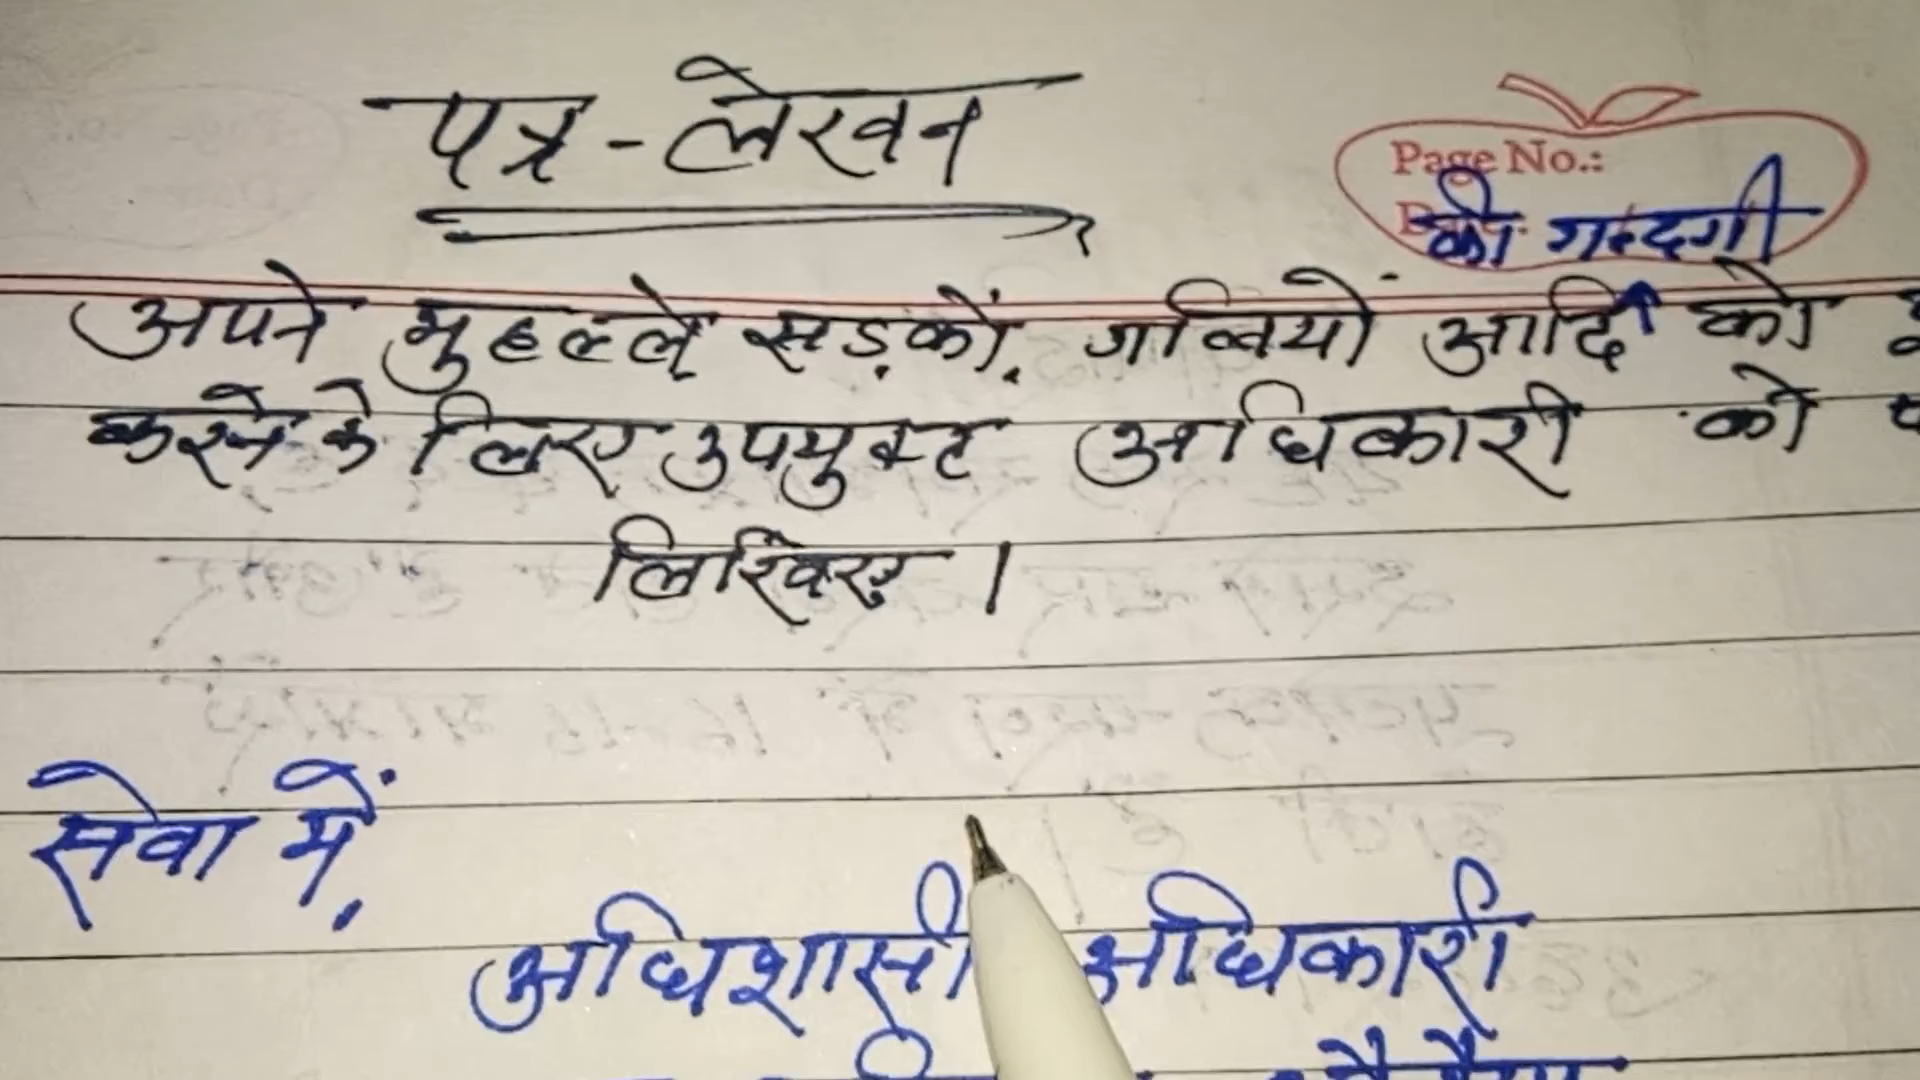 पत्र-लेखन
Page No.:
की गन्दगी
अपने मुहल्ले सड़कों, गलियों आदि को
करने के लिए उपयुक्त अधिकारी को
लिखिए ।
सेवा में,
अधिशासी अधिकारी